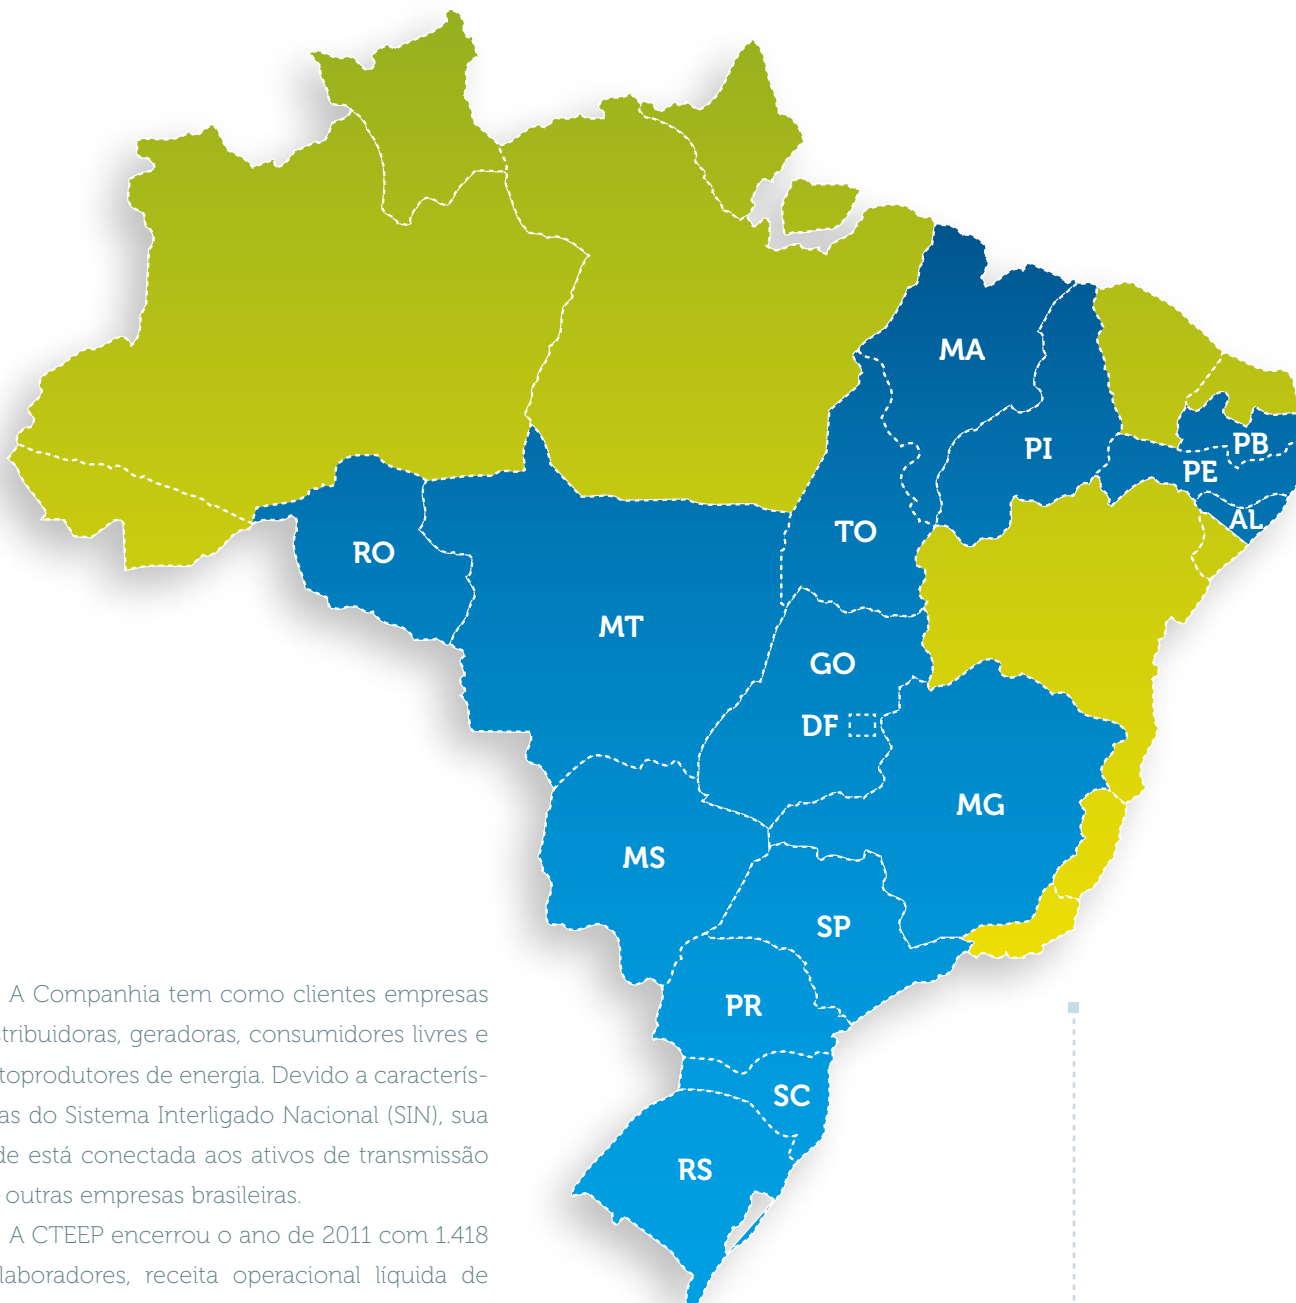 MA
PI
PB
PE
AL
TO
RO
MT
GO
DF
MG
MS
SP
PR
SC
RS
A Companhia tem como clientes empresas
tribuidoras, geradoras, consumidores livres e
toprodutores de energia. Devido a caracterís-
as do Sistema Interligado Nacional (SIN), sua
de está conectada aos ativos de transmissão
outras empresas brasileiras.
A CTEEP encerrou o ano de 2011 com 1.418
laboradores, receita operacional líquida de